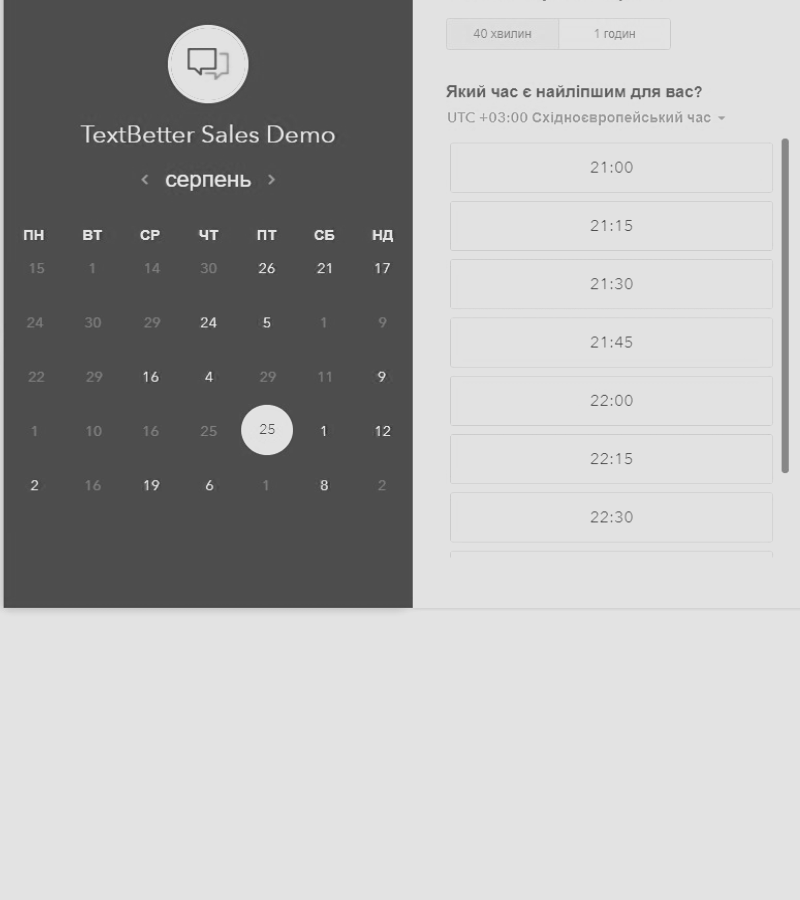 TextBetter Sales Demo
серпень
ПН ВТ СР ЧТ ПТ СБ НД
15 1 14 30 26 21 17
24 30 29 24 5 1 9
22 29 16 4 29 11 9
1 10 16 25 25 1 12
2 16 19 6 1 8 2
40 хвилин 1 годин
Який час є найліпшим для вас?
UTC +03:00 Східноєвропейський час
21:00
21:15
21:30
21:45
22:00
22:15
22:30